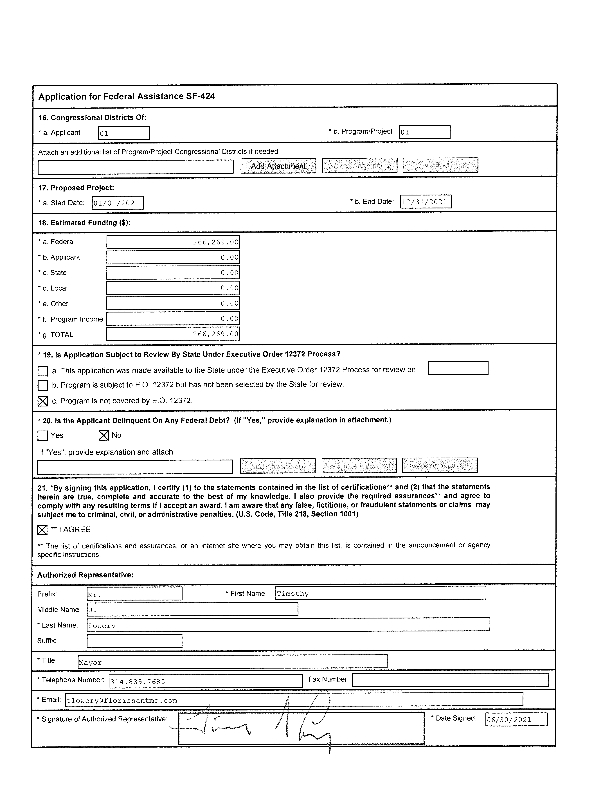 Application for Federal Assistance SF-424
16. Congressional Districts Of:
* a. Applicant 01 * b. Program/Project 01
Attach an additional list of Program/Project Congressional Districts if needed.
Add Attachment
17. Proposed Project:
* a. Start Date: * b. End Date: 12/31/2021
18. Estimated Funding ($):
* a. Federal
* b. Applicant 0.00
* c. State 0.00
* d. Local 0.00
* e. Other 0.00
* f. Program Income 0.00
* g. TOTAL
* 19. Is Application Subject to Review By State Under Executive Order 12372 Process?
a. This application was made available to the State under the Executive Order 12372 Process for review on
b. Program is subject to E.O. 12372 but has not been selected by the State for review.
c. Program is not covered by E.O. 12372.
* 20. Is the Applicant Delinquent On Any Federal Debt? (If "Yes," provide explanation in attachment.)
Yes No
If "Yes", provide explanation and attach
21. *By signing this application, I certify (1) to the statements contained in the list of certifications** and (2) that the statements
herein are true, complete and accurate to the best of my knowledge. I also provide the required assurances** and agree to
comply with any resulting terms if I accept an award. I am aware that any false, fictitious, or fraudulent statements or claims may
subject me to criminal, civil, or administrative penalties. (U.S. Code, Title 218, Section 1001)
** I AGREE
** The list of certifications and assurances, or an internet site where you may obtain this list, is contained in the announcement or agency
specific instructions.
Authorized Representative:
Prefix: Mr. * First Name: Timothy
Middle Name: J.
* Last Name: Lowery
Suffix:
* Title: Mayor
* Telephone Number: Fax Number:
* Email: tlowery@florissantmo.com
* Signature of Authorized Representative: * Date Signed: 06/30/2021